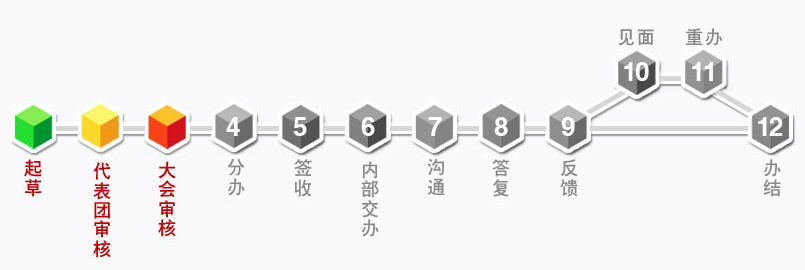 见面
重办
10
11
4
5
6
7
8
9
12
起草
代表团审核
大会审核
分办
签收
内部交办
沟通
答复
反馈
办结